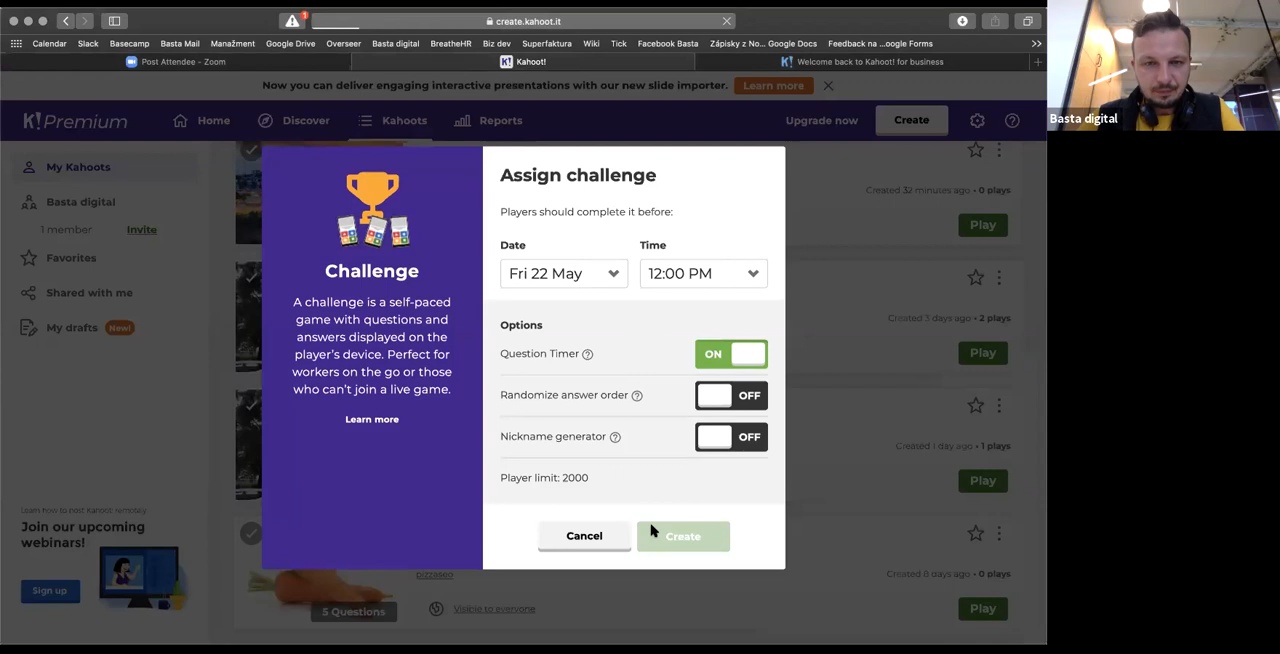 create.kahoot.it
1
Calendar Slack Basecamp Basta Mail Manažment Google Drive Overseer Basta digital BreatheHR Biz dev Superfaktura Wiki Tick Facebook Basta Zápisky z No... Google Docs Feedback na ...oogle Forms
Post Attendee - Zoom
K! Kahoot!
K! Welcome back to Kahoot! for business
Now you can deliver engaging interactive presentations with our new slide importer. Learn more
K!Premium
Home
Discover
Kahoots
Reports
Upgrade now
Create
My Kahoots
Basta digital
1 member
Invite
Favorites
Shared with me
My drafts New!
Learn how to host Kahoot! remotely
Join our upcoming
webinars!
Sign up
Challenge
A challenge is a self-paced
game with questions and
answers displayed on the
player's device. Perfect for
workers on the go or those
who can't join a live game.
Learn more
Assign challenge
Players should complete it before:
Date Time
Fri 22 May 12:00 PM
Options
Question Timer ON
Randomize answer order OFF
Nickname generator OFF
Player limit: 2000
Cancel Create
Created 32 minutes ago • 0 plays
Play
Created 3 days ago • 2 plays
Play
Created 1 day ago • 1 plays
Play
Created 8 days ago • 0 plays
Play
pizzaseo
5 Questions
Visible to everyone
Basta digital